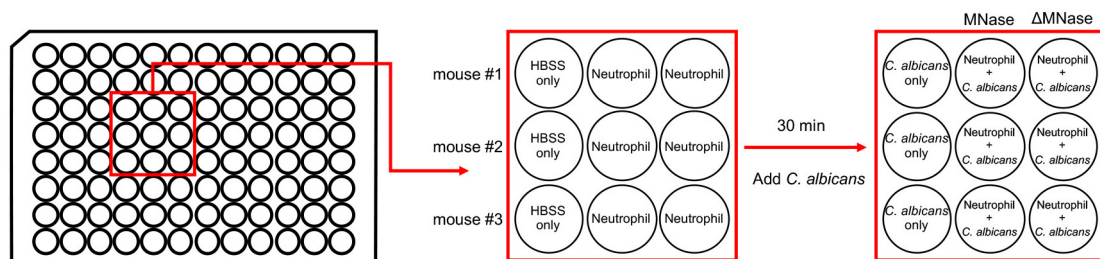 MNase ΔMNase
mouse #1
HBSS
only
Neutrophil
Neutrophil
mouse #2
HBSS
only
Neutrophil
Neutrophil
mouse #3
HBSS
only
Neutrophil
Neutrophil
30 min
Add C. albicans
C. albicans
only
Neutrophil
+
C. albicans
Neutrophil
+
C. albicans
C. albicans
only
Neutrophil
+
C. albicans
Neutrophil
+
C. albicans
C. albicans
only
Neutrophil
+
C. albicans
Neutrophil
+
C. albicans